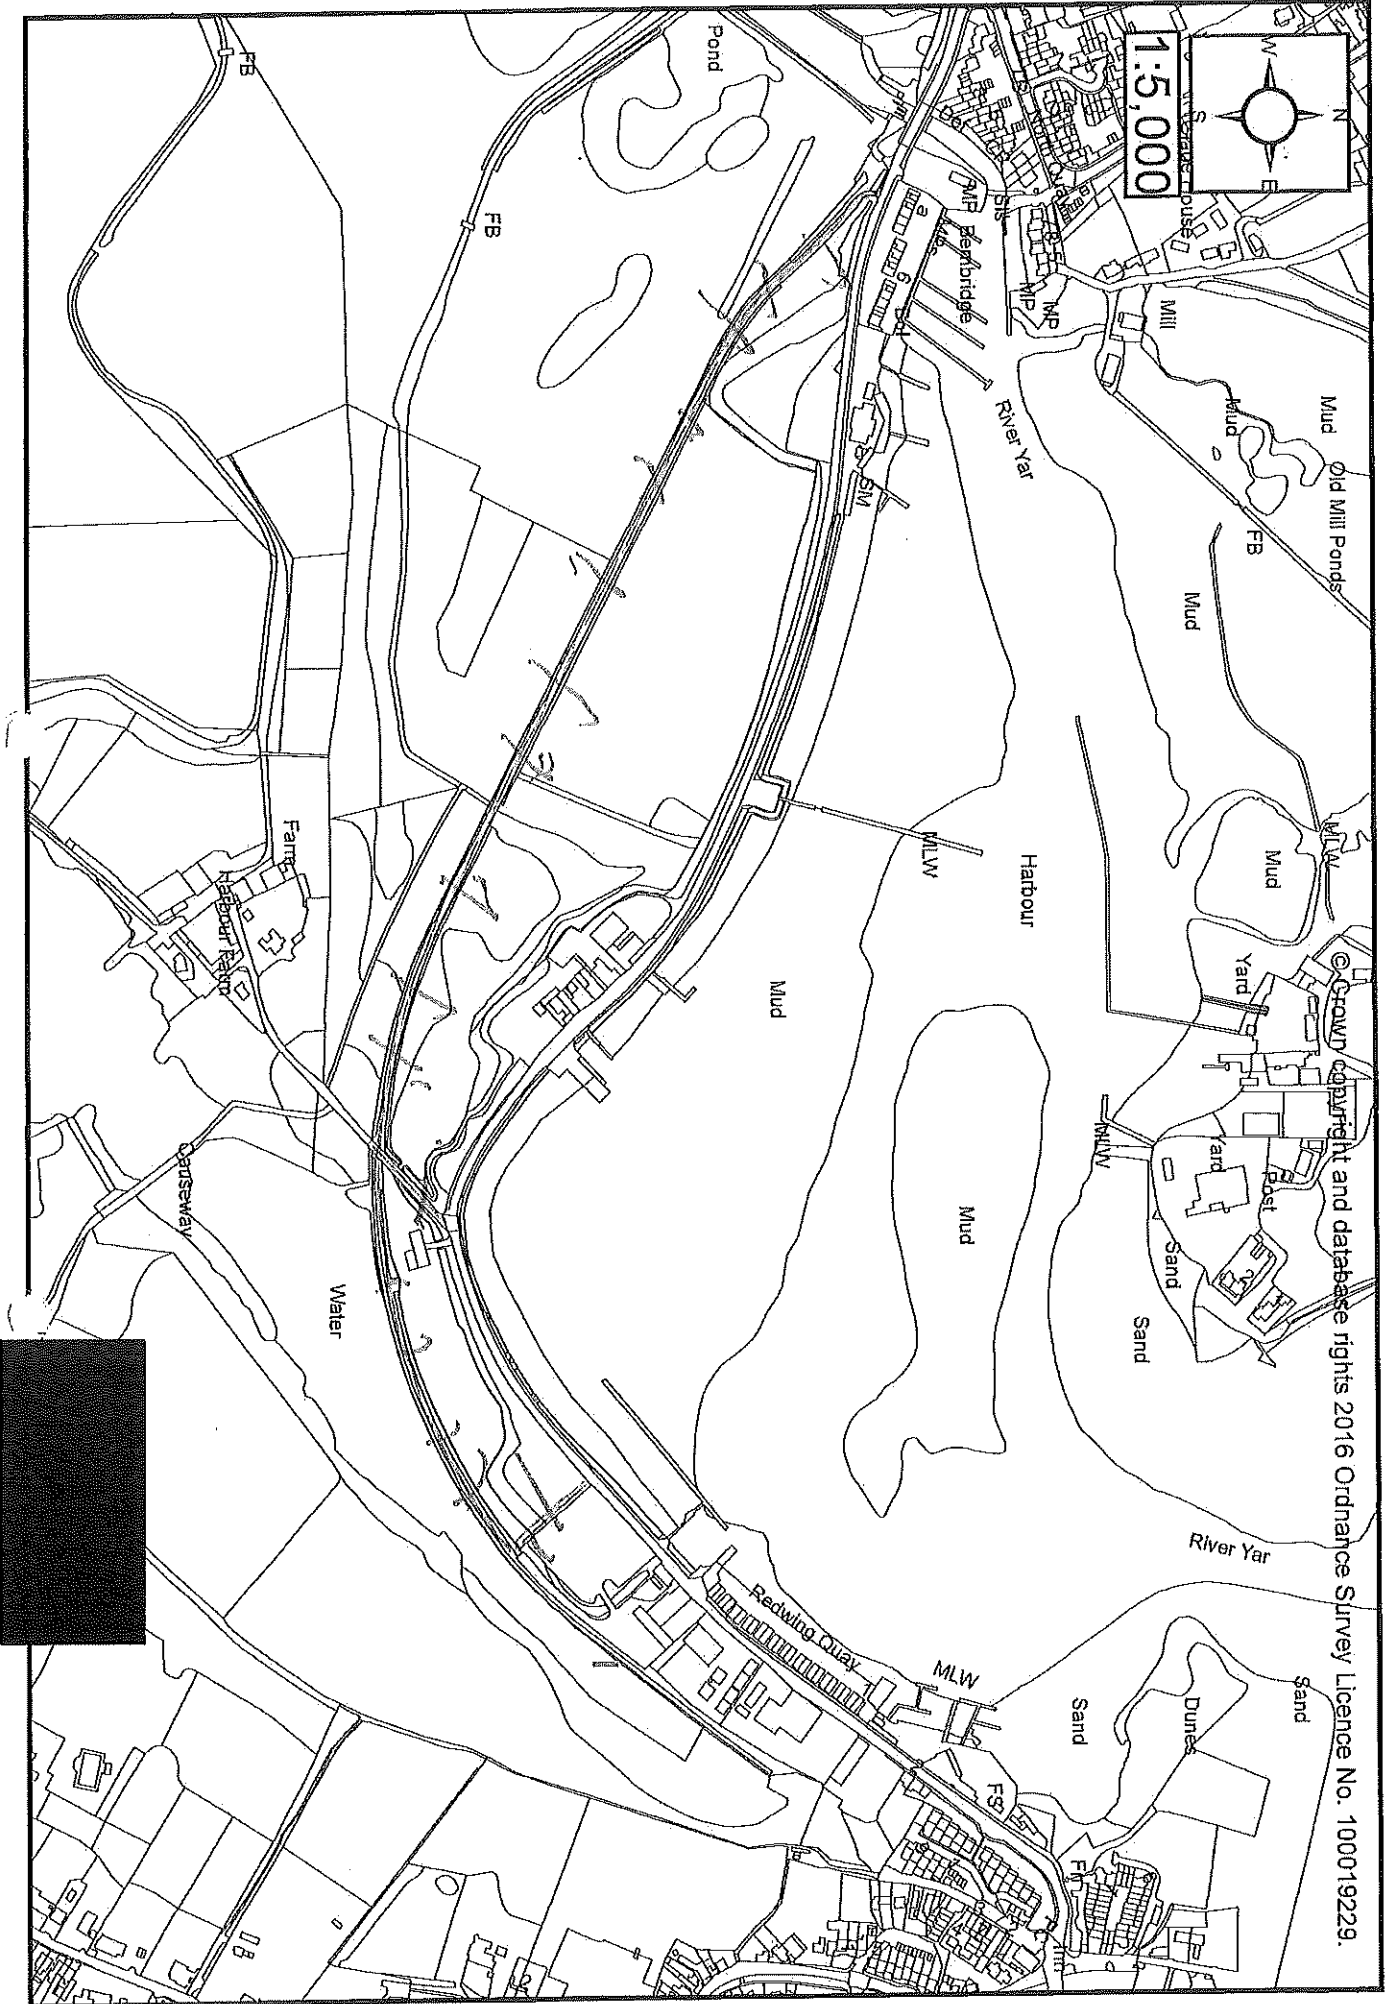 © Crown copyright and database rights 2016 Ordnance Survey Licence No. 100019229.
1:5,000
N
E
S
W
Mud
Old Mill Ponds
Mud
FB
Mud
Mill
MP
MP
MP
Bembridge
River Yar
SM
MLW
Mud
Yard
Yard
Post
Sand
MLW
Sand
River Yar
Sand
Dunes
Sand
Harbour
MLW
Mud
Mud
Redwing Quay
MLW
FS
Pond
FB
FB
Farm
Harbour Farm
Causeway
Water